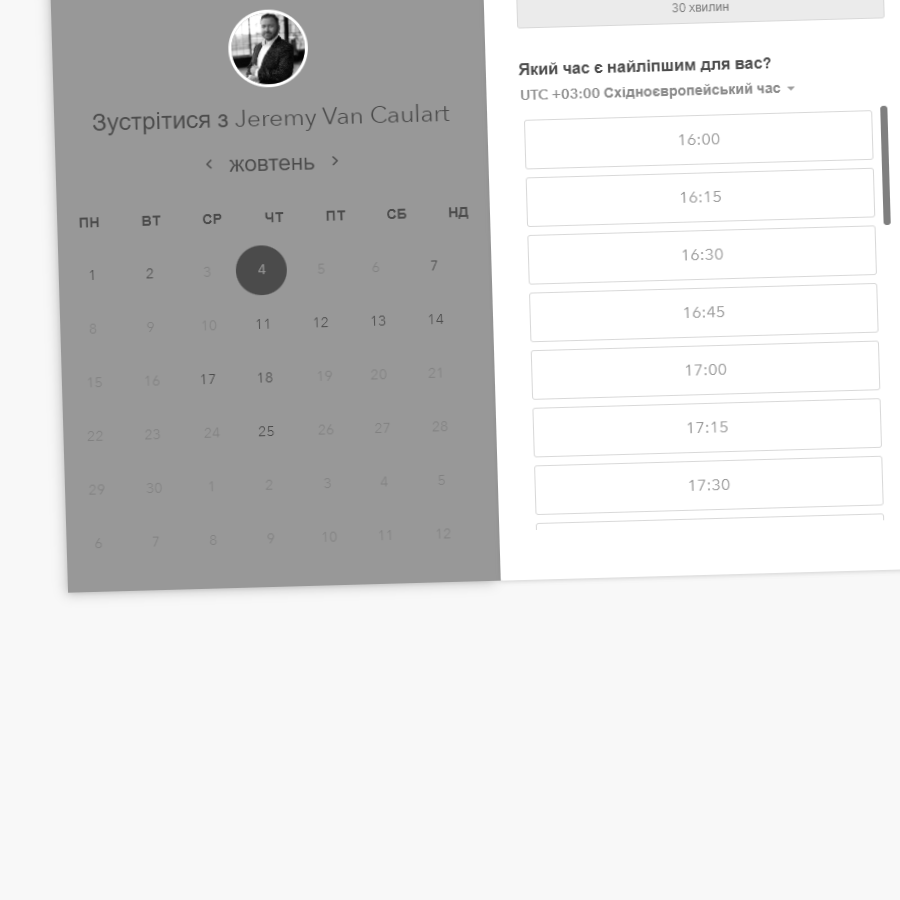 Зустрітися з Jeremy Van Caulart
жовтень
ПН ВТ СР ЧТ ПТ СБ НД
1 2 3 4 5 6 7
8 9 10 11 12 13 14
15 16 17 18 19 20 21
22 23 24 25 26 27 28
29 30 1 2 3 4 5
6 7 8 9 10 11 12
30 хвилин
Який час є найліпшим для вас?
UTC +03:00 Східноєвропейський час
16:00
16:15
16:30
16:45
17:00
17:15
17:30